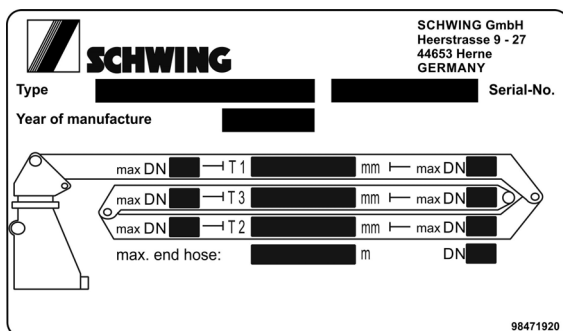 SCHWING
SCHWING GmbH
Heerstrasse 9 - 27
44653 Herne
GERMANY
Type Serial-No.
Year of manufacture
max DN T1 mm max DN
max DN T3 mm max DN
max DN T2 mm max DN
max. end hose: m DN
98471920